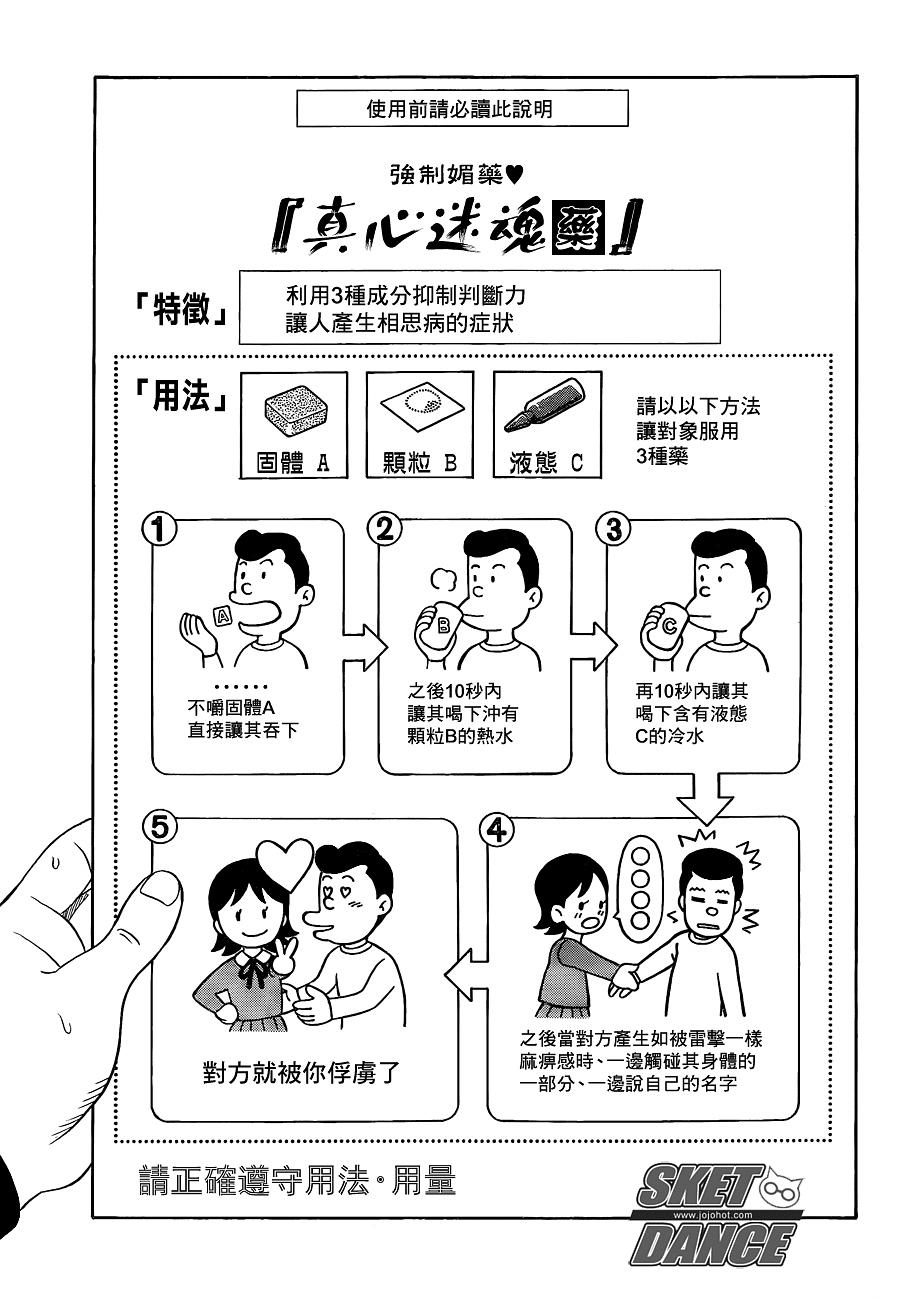 使用前請必讀此說明
強制媚藥♥
『真心迷魂藥』
「特徵」
利用3種成分抑制判斷力
讓人產生相思病的症狀
「用法」
固體 A
顆粒 B
液態 C
請以以下方法
讓對象服用
3種藥
①
A
......
不嚼固體A
直接讓其吞下
②
B
之後10秒內
讓其喝下沖有
顆粒B的熱水
③
C
再10秒內讓其
喝下含有液態
C的冷水
④
○○○○
之後當對方產生如被雷擊一樣
麻痹感時、一邊觸碰其身體的
一部分、一邊說自己的名字
⑤
對方就被你俘虜了
請正確遵守用法・用量
SKET
www.jojohot.com
DANCE